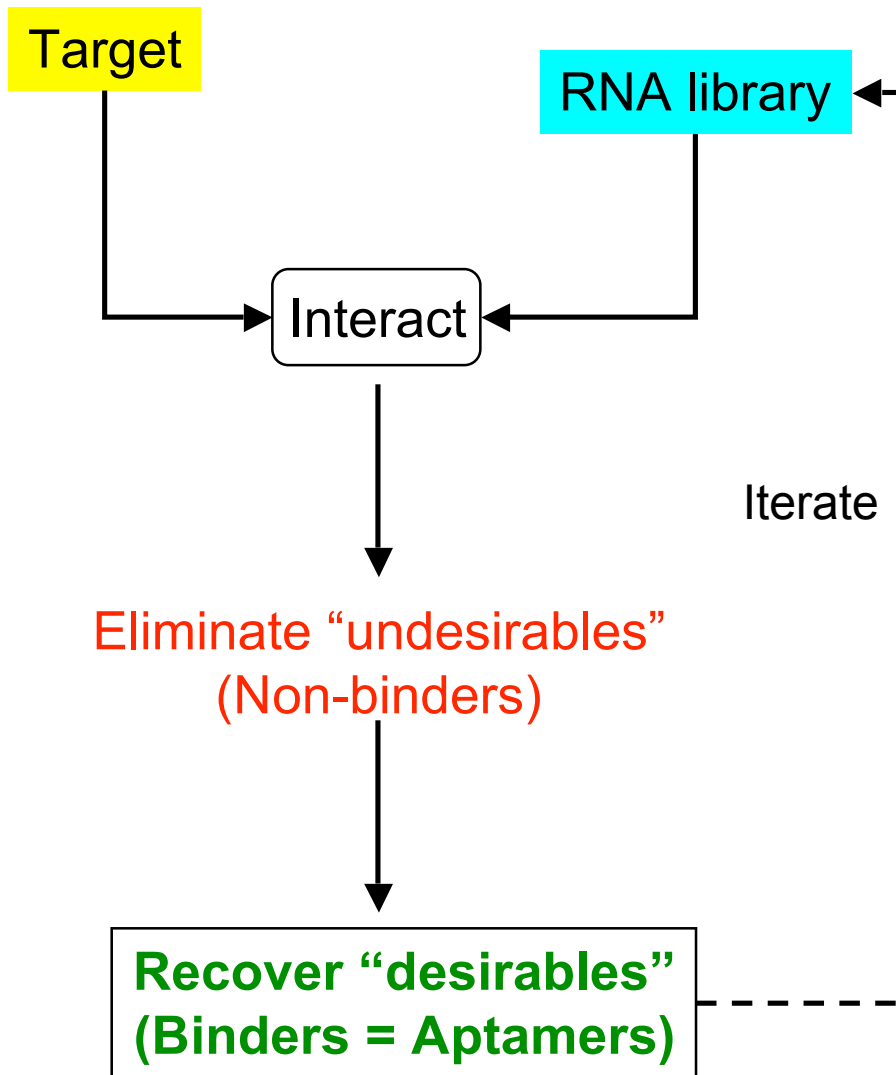 Target
RNA library
Interact
Iterate
Eliminate “undesirables”
(Non-binders)
Recover “desirables”
(Binders = Aptamers)